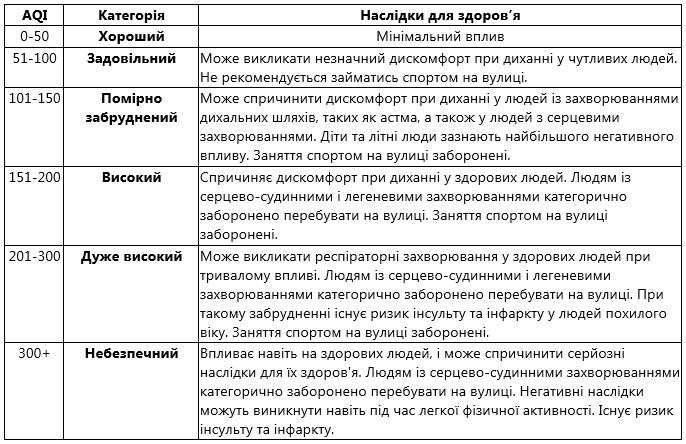 AQI Категорія Наслідки для здоров’я
0-50 Хороший Мінімальний вплив
51-100 Задовільний Може викликати незначний дискомфорт при диханні у чутливих людей.
Не рекомендується займатись спортом на вулиці.
101-150 Помірно Може спричинити дискомфорт при диханні у людей із захворюваннями
забруднений дихальних шляхів, таких як астма, а також у людей з серцевими
захворюваннями. Діти та літні люди зазнають найбільшого негативного
впливу. Заняття спортом на вулиці заборонені.
151-200 Високий Спричиняє дискомфорт при диханні у здорових людей. Людям із
серцево-судинними і легеневими захворюваннями категорично
заборонено перебувати на вулиці. Заняття спортом на вулиці
заборонені.
201-300 Дуже високий Може викликати респіраторні захворювання у здорових людей при
тривалому впливі. Людям із серцево-судинними і легеневими
захворюваннями категорично заборонено перебувати на вулиці. При
такому забрудненні існує ризик інсульту та інфаркту у людей похилого
віку. Заняття спортом на вулиці заборонені.
300+ Небезпечний Впливає навіть на здорових людей, і може спричинити серйозні
наслідки для їх здоров'я. Людям із серцево-судинними захворюваннями
категорично заборонено перебувати на вулиці. Негативні наслідки
можуть виникнути навіть під час легкої фізичної активності. Існує ризик
інсульту та інфаркту.